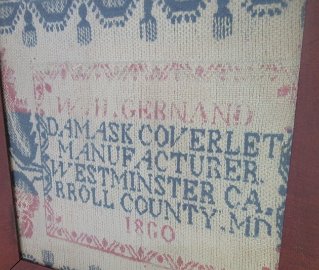 W. H. GERNAND
DAMASK COVERLET
MANUFACTURER.
WESTMINSTER CA.
RROLL COUNTY. MD
1860